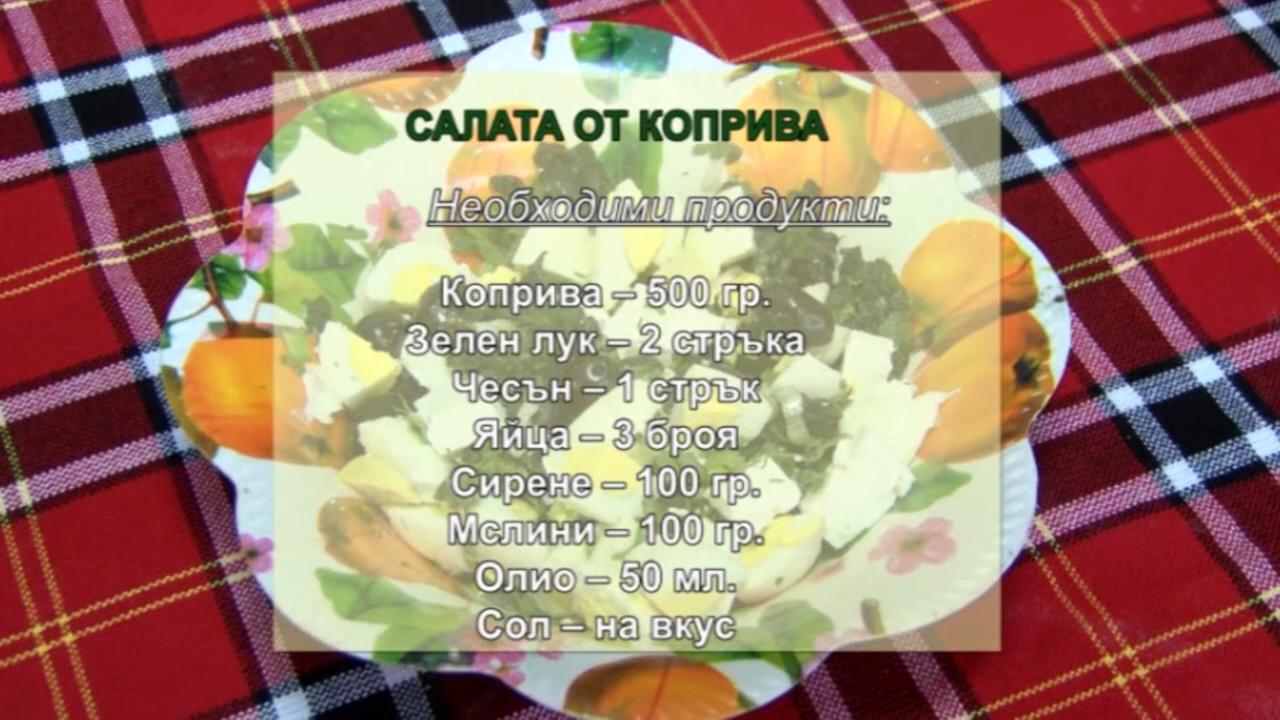 САЛАТА ОТ КОПРИВА
Необходими продукти:
Коприва – 500 гр.
Зелен лук – 2 стръка
Чесън – 1 стрък
Яйца – 3 броя
Сирене – 100 гр.
Мслини – 100 гр.
Олио – 50 мл.
Сол – на вкус